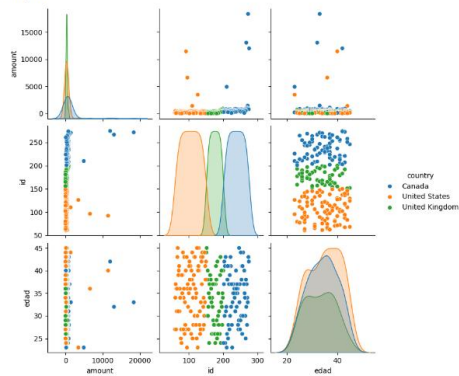 amount
15000
10000
5000
0
id
250
200
150
100
50
country
Canada
United States
United Kingdom
edad
45
40
35
30
25
0 10000 20000
amount
100 200 300
id
20 40
edad